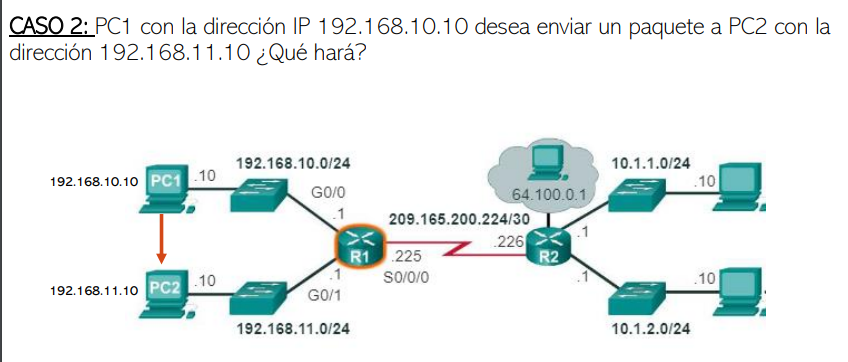 CASO 2: PC1 con la dirección IP 192.168.10.10 desea enviar un paquete a PC2 con la
dirección 192.168.11.10 ¿Qué hará?
192.168.10.0/24
10.1.1.0/24
192.168.10.10
PC1
.10
.10
G0/0
64.100.0.1
.1
209.165.200.224/30
.1
.226
R1
.225
R2
.1
S0/0/0
.1
192.168.11.10
PC2
.10
.10
G0/1
192.168.11.0/24
10.1.2.0/24